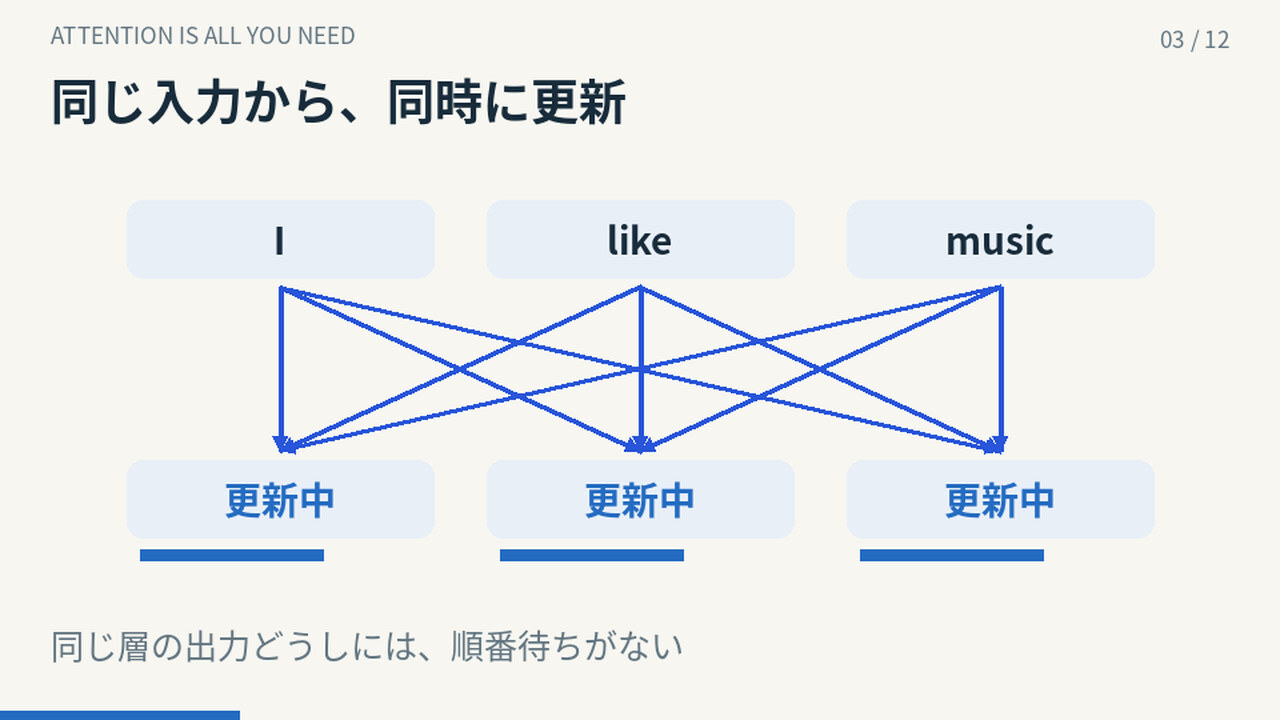 ATTENTION IS ALL YOU NEED
03 / 12
同じ入力から、同時に更新
I
like
music
更新中
更新中
更新中
同じ層の出力どうしには、順番待ちがない